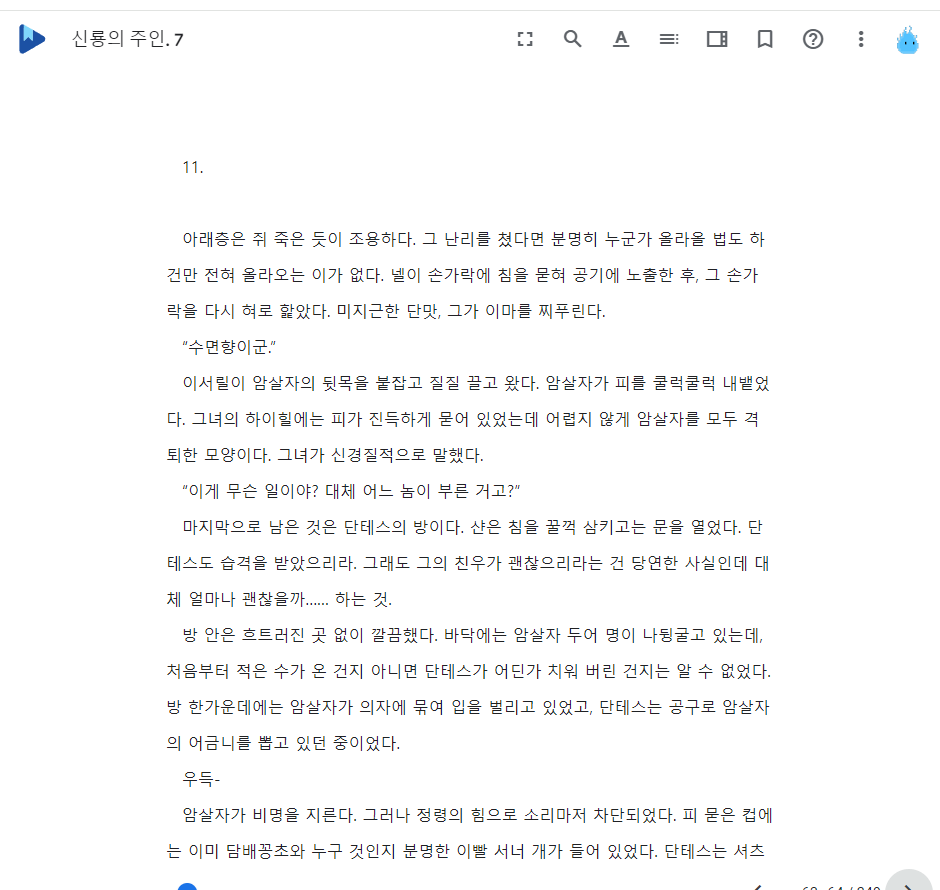 신룡의 주인. 7
11.
아래층은 쥐 죽은 듯이 조용하다. 그 난리를 쳤다면 분명히 누군가 올라올 법도 하
건만 전혀 올라오는 이가 없다. 넬이 손가락에 침을 묻혀 공기에 노출한 후, 그 손가
락을 다시 혀로 핥았다. 미지근한 단맛, 그가 이마를 찌푸린다.
“수면향이군.”
이서릴이 암살자의 뒷목을 붙잡고 질질 끌고 왔다. 암살자가 피를 쿨럭쿨럭 내뱉었
다. 그녀의 하이힐에는 피가 진득하게 묻어 있었는데 어렵지 않게 암살자를 모두 격
퇴한 모양이다. 그녀가 신경질적으로 말했다.
“이게 무슨 일이야? 대체 어느 놈이 부른 거고?”
마지막으로 남은 것은 단테스의 방이다. 샨은 침을 꿀꺽 삼키고는 문을 열었다. 단
테스도 습격을 받았으리라. 그래도 그의 친우가 괜찮으리라는 건 당연한 사실인데 대
체 얼마나 괜찮을까…… 하는 것.
방 안은 흐트러진 곳 없이 깔끔했다. 바닥에는 암살자 두어 명이 나뒹굴고 있는데,
처음부터 적은 수가 온 건지 아니면 단테스가 어딘가 치워 버린 건지는 알 수 없었다.
방 한가운데에는 암살자가 의자에 묶여 입을 벌리고 있었고, 단테스는 공구로 암살자
의 어금니를 뽑고 있던 중이었다.
우득-
암살자가 비명을 지른다. 그러나 정령의 힘으로 소리마저 차단되었다. 피 묻은 컵에
는 이미 담배꽁초와 누구 것인지 분명한 이빨 서너 개가 들어 있었다. 단테스는 셔츠